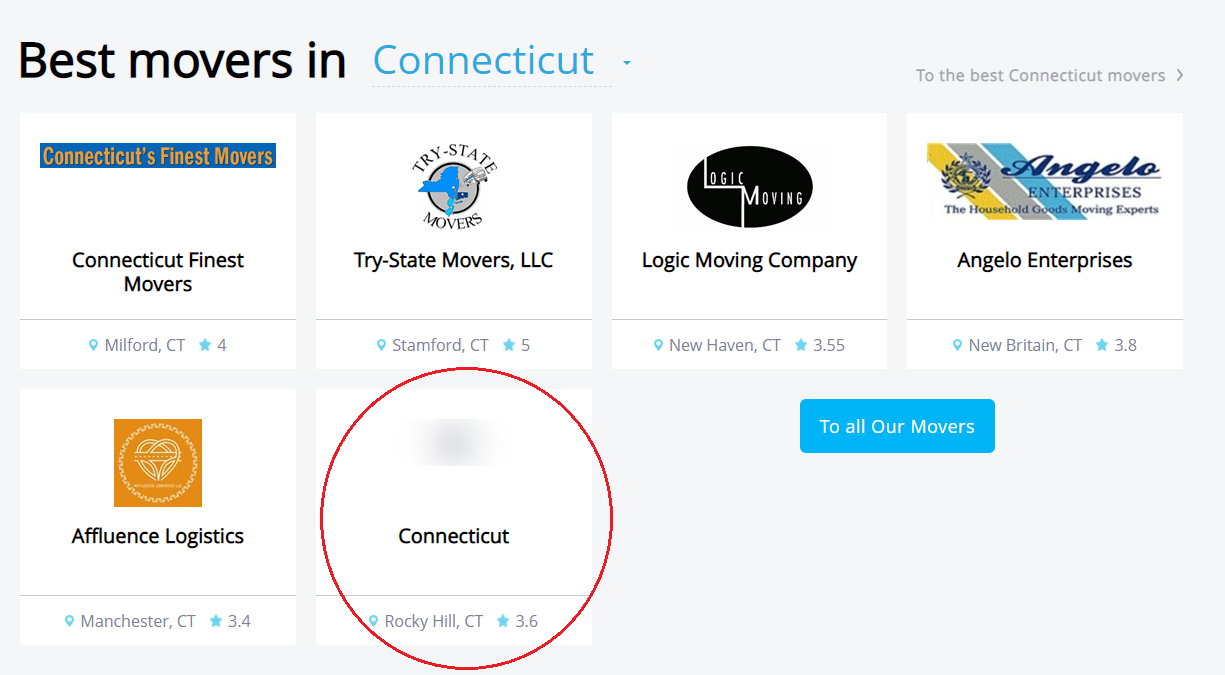 Best movers in Connecticut
To the best Connecticut movers
Connecticut's Finest Movers
Connecticut Finest
Movers
Milford, CT 4
TRY-STATE
MOVERS
Try-State Movers, LLC
Stamford, CT 5
LOGIC
MOVING
Logic Moving Company
New Haven, CT 3.55
Angelo
ENTERPRISES
The Household Goods Moving Experts
Angelo Enterprises
New Britain, CT 3.8
AFFLUENCE LOGISTICS LLC
Affluence Logistics
Manchester, CT 3.4
Connecticut
Rocky Hill, CT 3.6
To all Our Movers